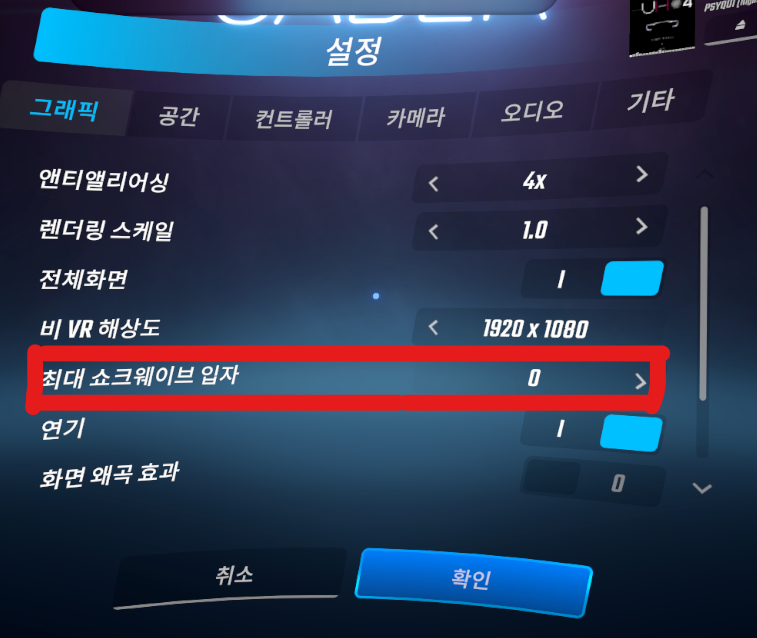 설정
그래픽
공간
컨트롤러
카메라
오디오
기타
앤티앨리어싱 4x
렌더링 스케일 1.0
전체화면 I
비 VR 해상도 1920 x 1080
최대 쇼크웨이브 입자 0
연기 I
화면 왜곡 효과 0
취소
확인